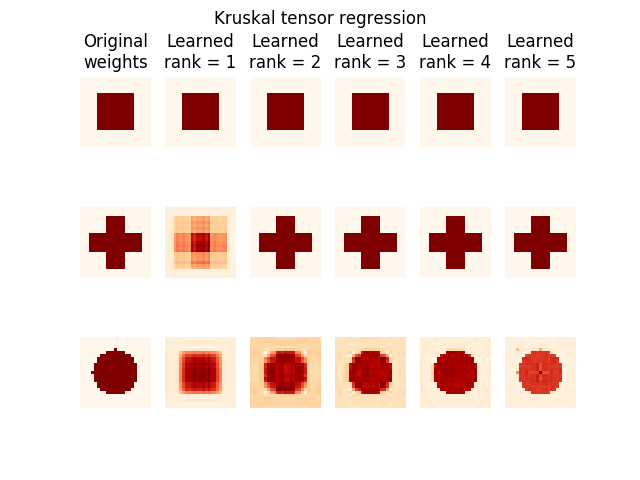 Kruskal tensor regression
Original
weights
Learned
rank = 1
Learned
rank = 2
Learned
rank = 3
Learned
rank = 4
Learned
rank = 5